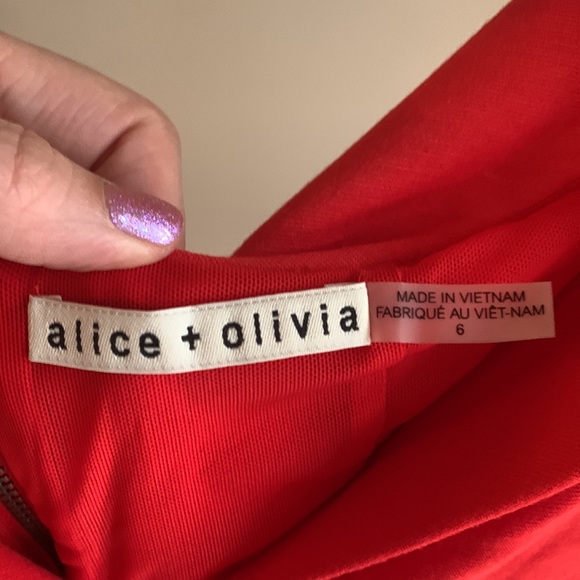 alice + olivia
MADE IN VIETNAM
FABRIQUÉ AU VIÊT-NAM
6